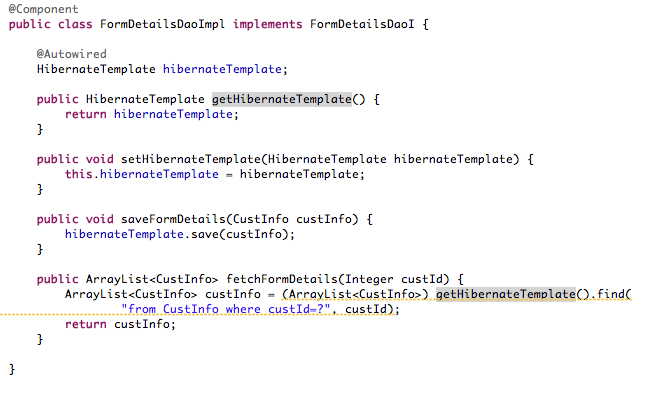 @Component
public class FormDetailsDaoImpl implements FormDetailsDaoI {
@Autowired
HibernateTemplate hibernateTemplate;
public HibernateTemplate getHibernateTemplate() {
return hibernateTemplate;
}
public void setHibernateTemplate(HibernateTemplate hibernateTemplate) {
this.hibernateTemplate = hibernateTemplate;
}
public void saveFormDetails(CustInfo custInfo) {
hibernateTemplate.save(custInfo);
}
public ArrayList<CustInfo> fetchFormDetails(Integer custId) {
ArrayList<CustInfo> custInfo = (ArrayList<CustInfo>) getHibernateTemplate().find(
"from CustInfo where custId=?", custId);
return custInfo;
}
}